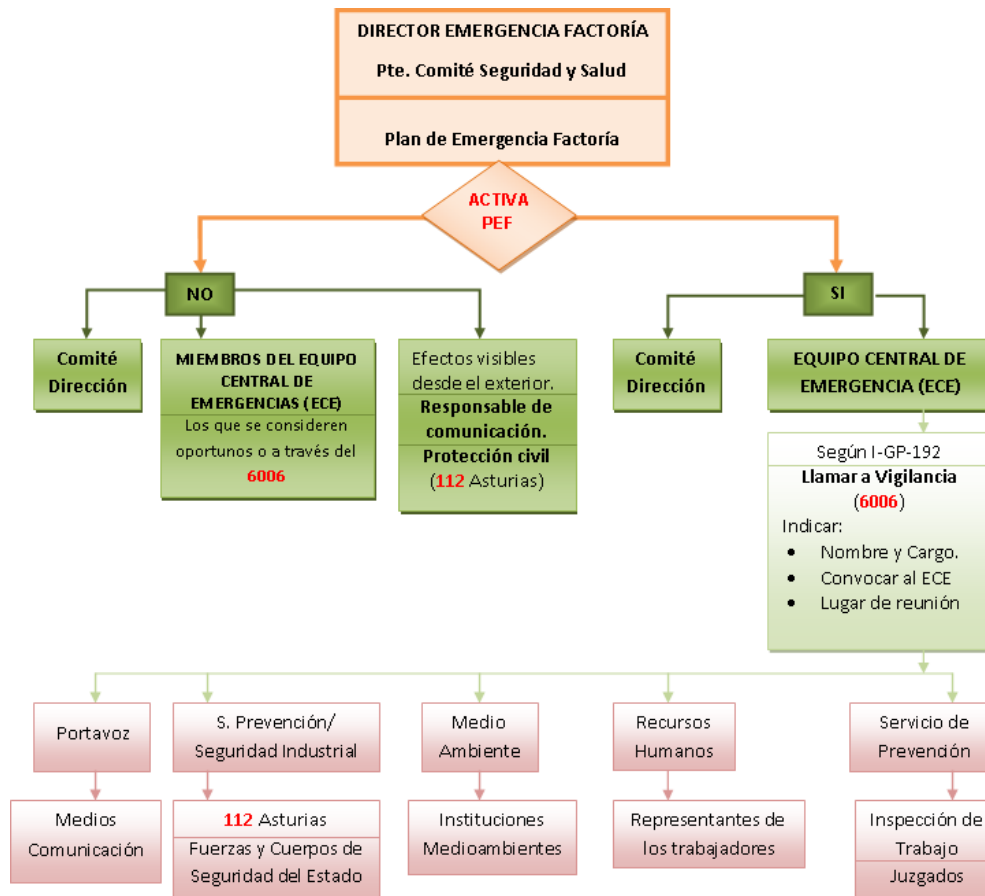 DIRECTOR EMERGENCIA FACTORÍA
Pte. Comité Seguridad y Salud
Plan de Emergencia Factoría
ACTIVA
PEF
NO
SI
Comité
Dirección
MIEMBROS DEL EQUIPO
CENTRAL DE
EMERGENCIAS (ECE)
Los que se consideren
oportunos o a través del
6006
Efectos visibles
desde el exterior.
Responsable de
comunicación.
Protección civil
(112 Asturias)
Comité
Dirección
EQUIPO CENTRAL DE
EMERGENCIA (ECE)
Según I-GP-192
Llamar a Vigilancia
(6006)
Indicar:
• Nombre y Cargo.
• Convocar al ECE
• Lugar de reunión
Portavoz
S. Prevención/
Seguridad Industrial
Medio
Ambiente
Recursos
Humanos
Servicio de
Prevención
Medios
Comunicación
112 Asturias
Fuerzas y Cuerpos de
Seguridad del Estado
Instituciones
Medioambientes
Representantes de
los trabajadores
Inspección de
Trabajo
Juzgados